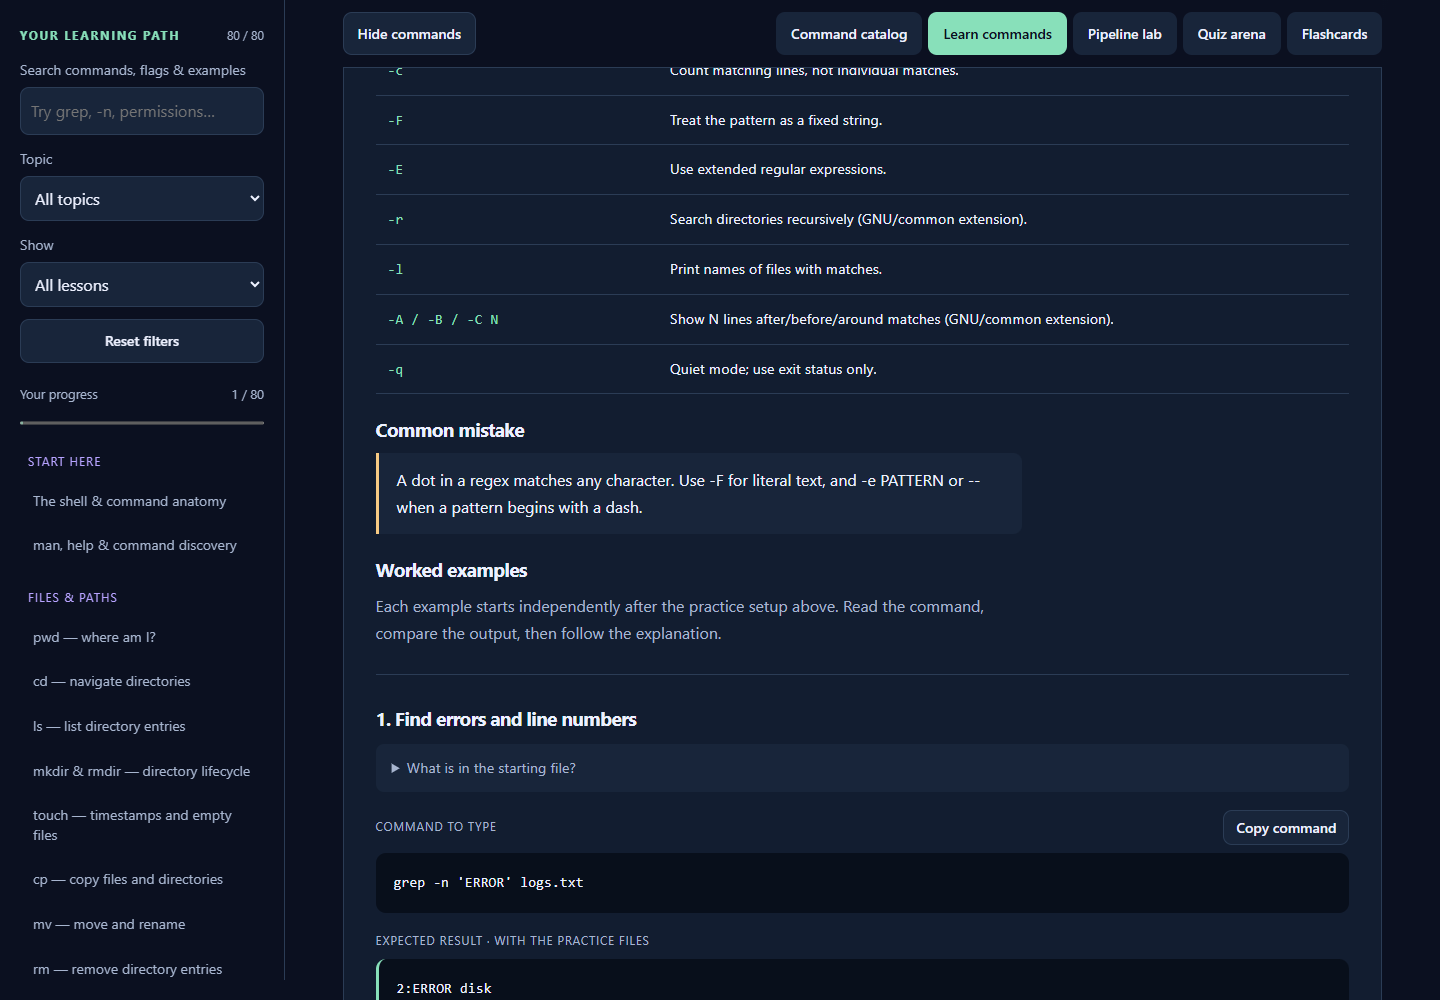 YOUR LEARNING PATH 80 / 80
Search commands, flags & examples
Try grep, -n, permissions...
Topic
All topics
Show
All lessons
Reset filters
Your progress 1 / 80
START HERE
The shell & command anatomy
man, help & command discovery
FILES & PATHS
pwd — where am I?
cd — navigate directories
ls — list directory entries
mkdir & rmdir — directory lifecycle
touch — timestamps and empty
files
cp — copy files and directories
mv — move and rename
rm — remove directory entries
Hide commands
Command catalog
Learn commands
Pipeline lab
Quiz arena
Flashcards
-c Count matching lines, not individual matches.
-F Treat the pattern as a fixed string.
-E Use extended regular expressions.
-r Search directories recursively (GNU/common extension).
-l Print names of files with matches.
-A / -B / -C N Show N lines after/before/around matches (GNU/common extension).
-q Quiet mode; use exit status only.
Common mistake
A dot in a regex matches any character. Use -F for literal text, and -e PATTERN or --
when a pattern begins with a dash.
Worked examples
Each example starts independently after the practice setup above. Read the command,
compare the output, then follow the explanation.
1. Find errors and line numbers
▶ What is in the starting file?
COMMAND TO TYPE
Copy command
grep -n 'ERROR' logs.txt
EXPECTED RESULT · WITH THE PRACTICE FILES
2:ERROR disk